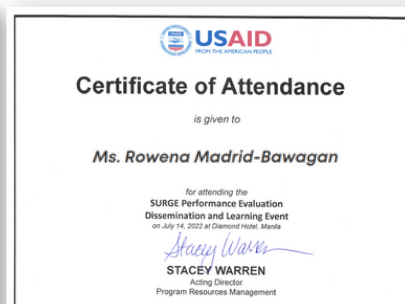 USAID
FROM THE AMERICAN PEOPLE
Certificate of Attendance
is given to
Ms. Rowena Madrid-Bawagan
for attending the
SURGE Performance Evaluation
Dissemination and Learning Event
on July 14, 2022 at Diamond Hotel, Manila
Stacey Warren
STACEY WARREN
Acting Director
Program Resources Management